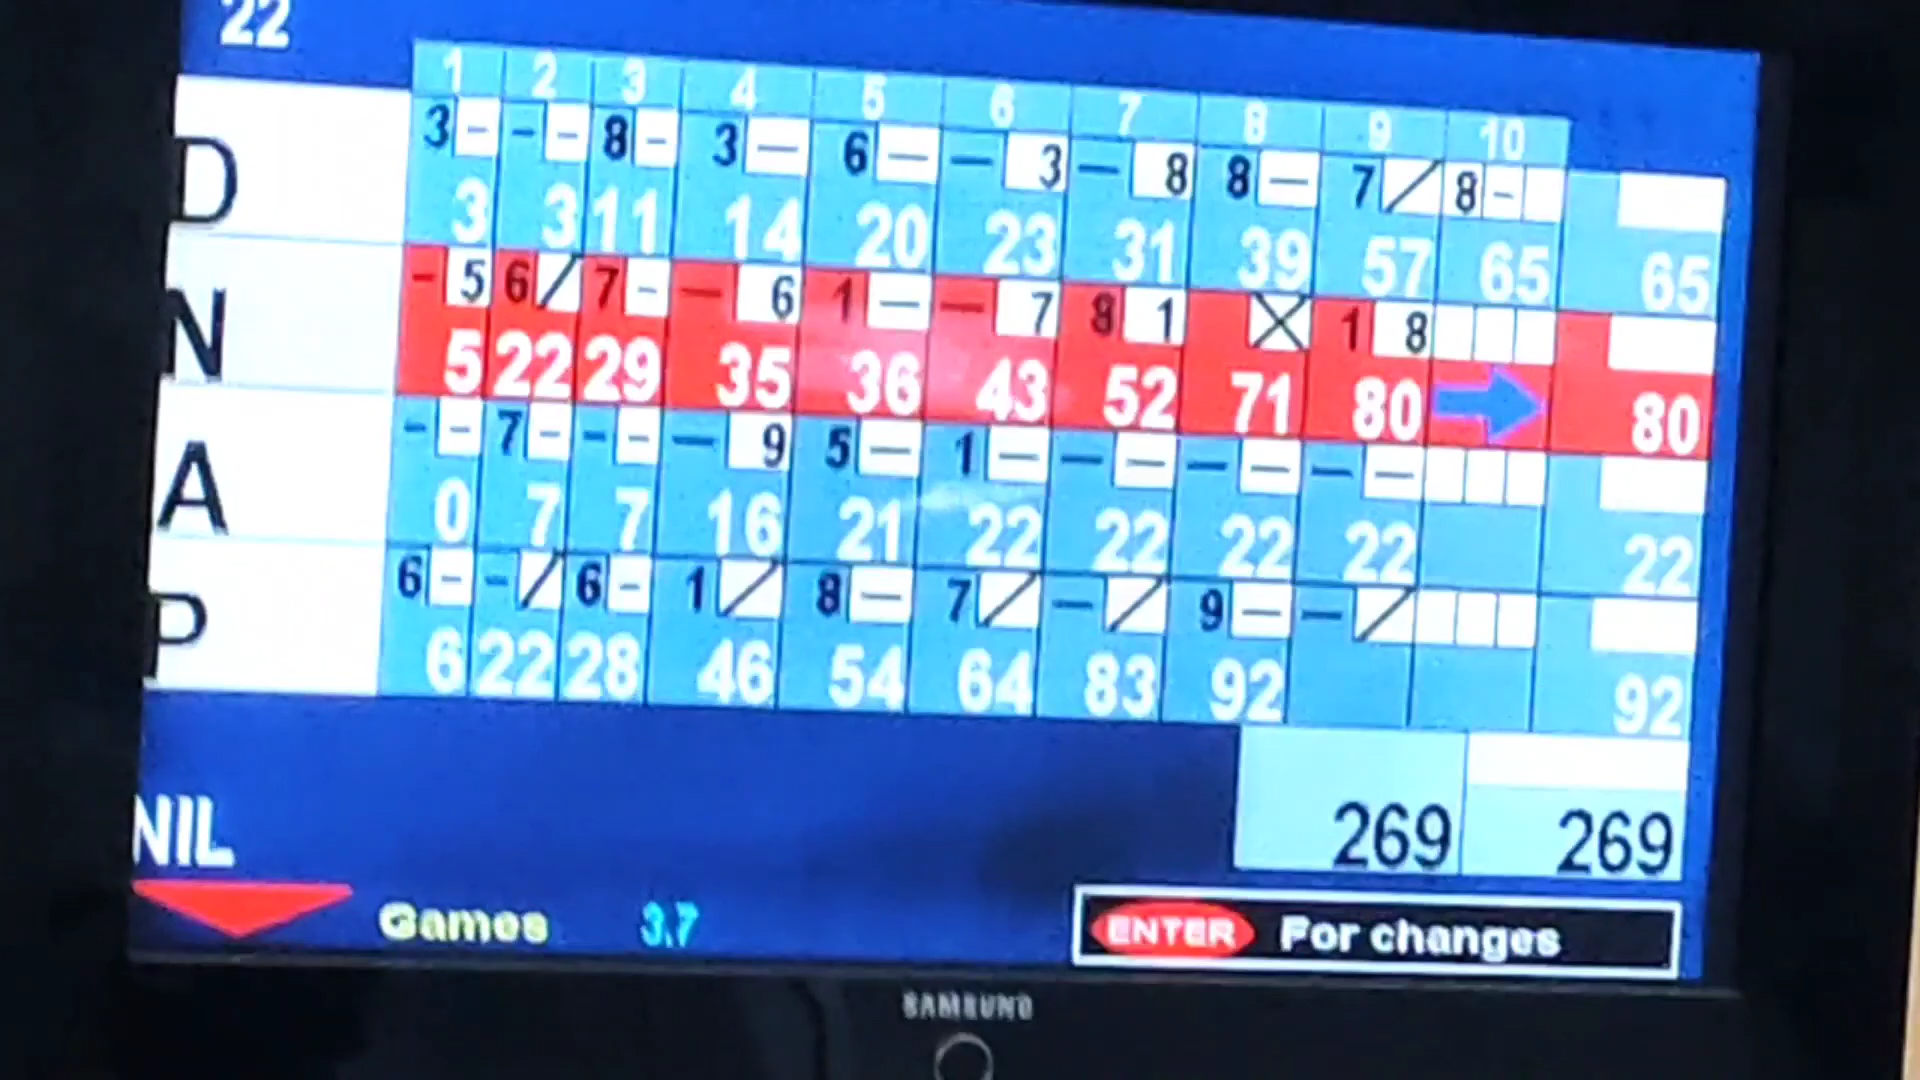 22
1 2 3 4 5 6 7 8 9 10
D 3 - - - 8 - 3 - 6 - - 3 - 8 8 - 7 / 8 -
3 3 11 14 20 23 31 39 57 65 65
N - 5 6 / 7 - - 6 1 - - 7 8 1 X 1 8
5 22 29 35 36 43 52 71 80 80
A - - 7 - - - - 9 5 - 1 - - - - - - -
0 7 7 16 21 22 22 22 22 22
P 6 - - / 6 - 1 / 8 - 7 / - / 9 - - /
6 22 28 46 54 64 83 92 92
NIL 269 269
Games 3.7 ENTER For changes
SAMSUNG